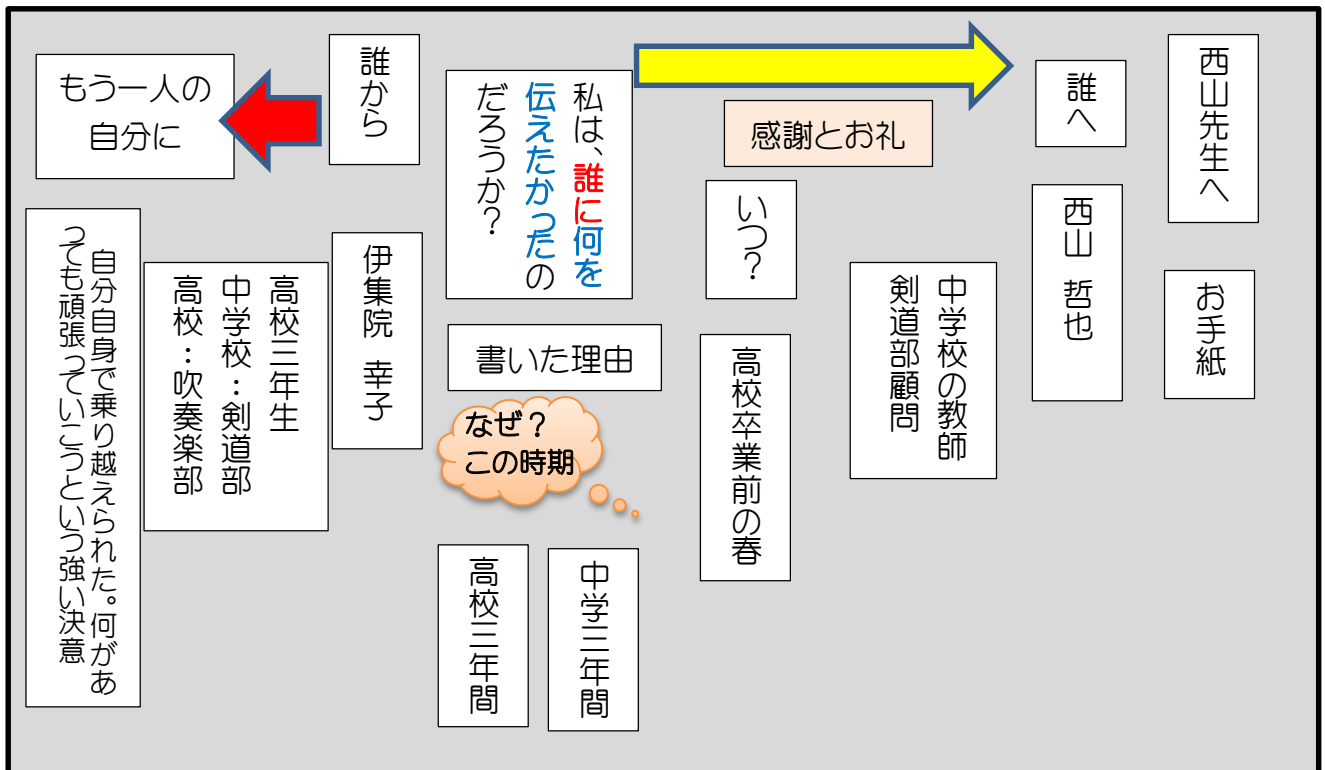 西山先生へ
お手紙
誰へ
西山 哲也
中学校の教師
剣道部顧問
感謝とお礼
いつ?
高校卒業前の春
私は、誰に何を
伝えたかったの
だろうか?
書いた理由
なぜ?
この時期
中学三年間
高校三年間
誰から
伊集院 幸子
高校三年生
中学校:剣道部
高校:吹奏楽部
もう一人の
自分に
自分自身で乗り越えられた。何があ
っても頑張っていこうという強い決意